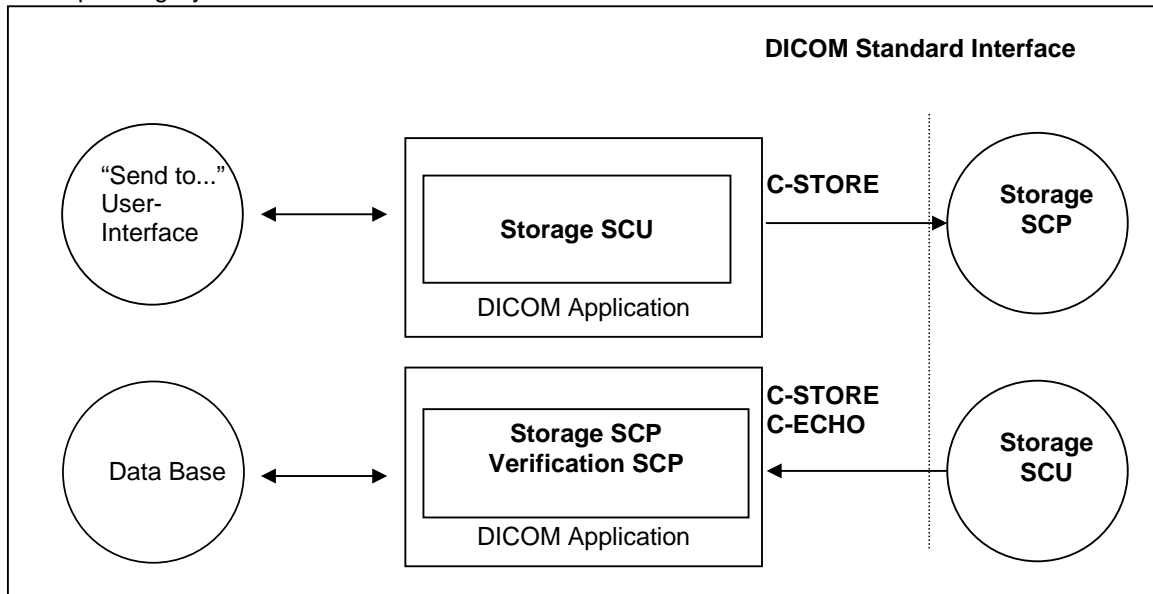 DICOM Standard Interface
“Send to...”
User-
Interface
Storage SCU
DICOM Application
C-STORE
Storage
SCP
Data Base
Storage SCP
Verification SCP
DICOM Application
C-STORE
C-ECHO
Storage
SCU